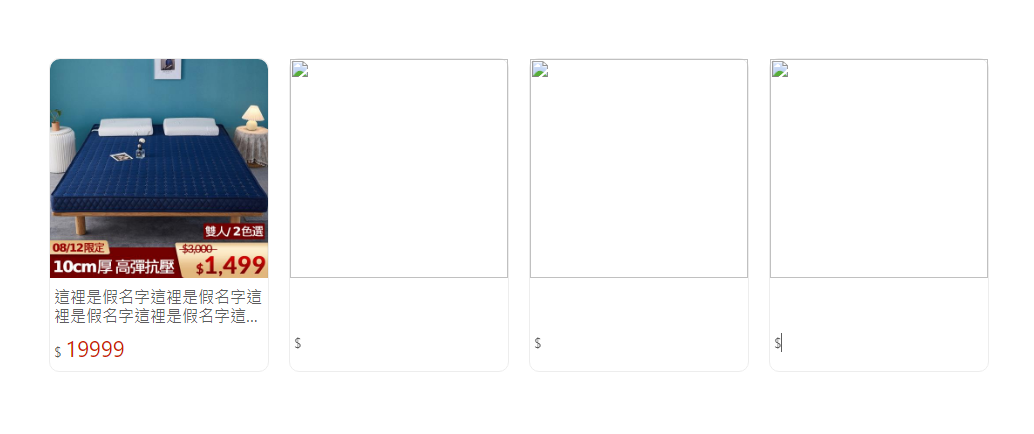 雙人/2色選
08/12限定
$3,000
10cm厚 高彈抗壓
$1,499
這裡是假名字這裡是假名字這
裡是假名字這裡是假名字這...
$ 19999
$
$
$